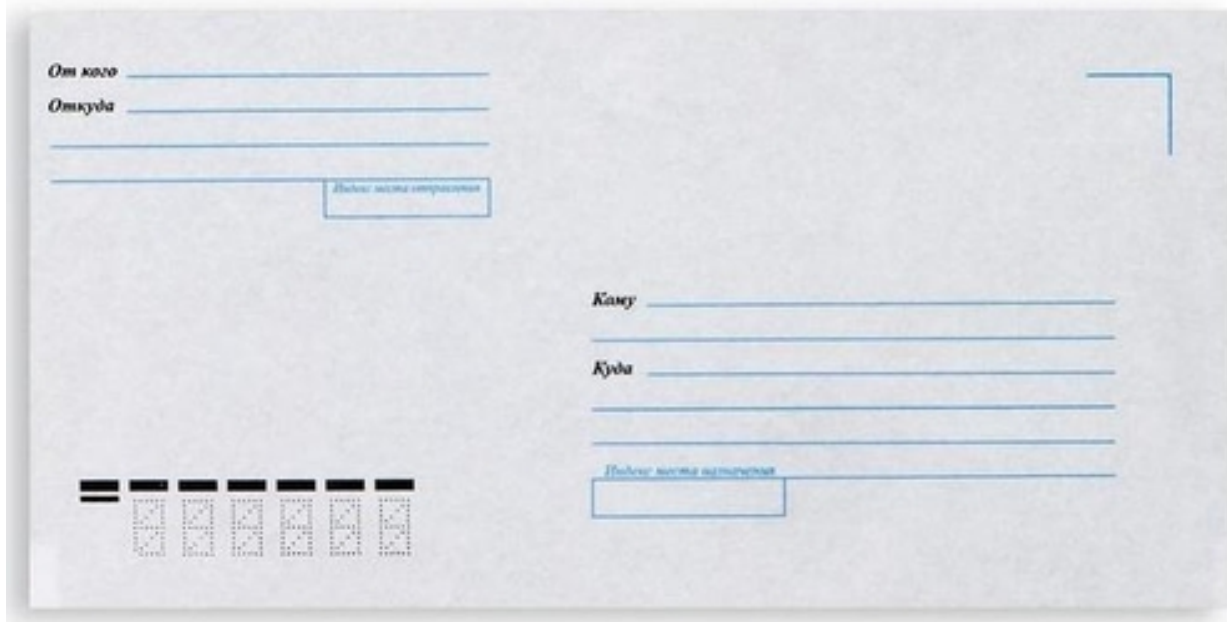 От кого
Откуда
Индекс места отправления
Кому
Куда
Индекс места назначения